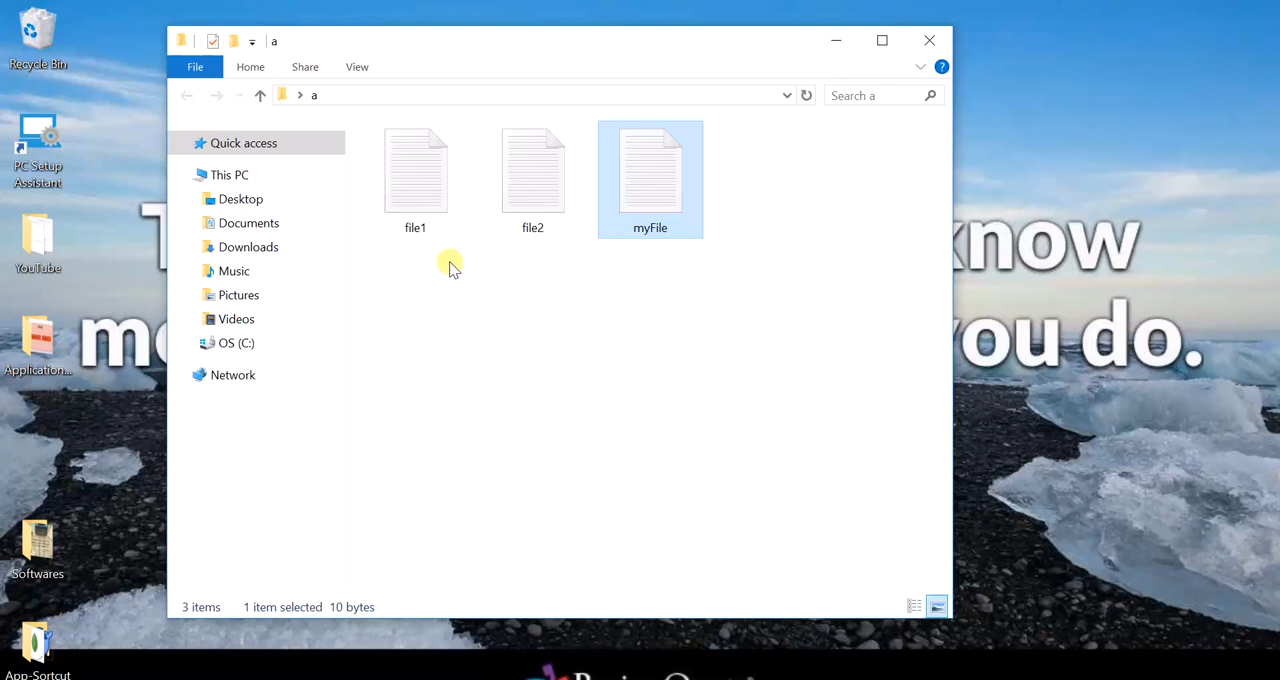 Recycle Bin
PC Setup
Assistant
YouTube
Application...
Softwares
App-Sortcut
a
File
Home
Share
View
a
Search a
Quick access
This PC
Desktop
Documents
Downloads
Music
Pictures
Videos
OS (C:)
Network
file1
file2
myFile
3 items
1 item selected
10 bytes
know
you do.